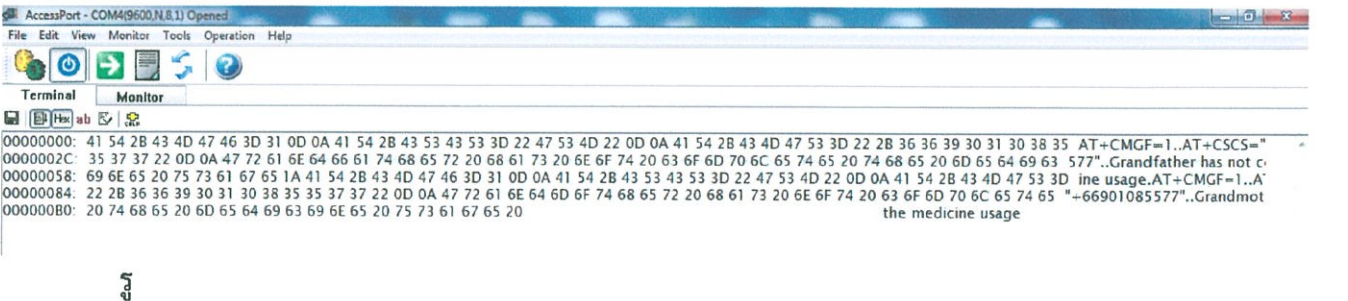 AccessPort - COM4(9600,N,8,1) Opened
File Edit View Monitor Tools Operation Help
Terminal Monitor
Hex ab
00000000: 41 54 2B 43 4D 47 46 3D 31 0D 0A 41 54 2B 43 53 43 53 3D 22 47 53 4D 22 0D 0A 41 54 2B 43 4D 47 53 3D 22 2B 36 36 39 30 31 30 38 35 AT+CMGF=1..AT+CSCS="
0000002C: 35 37 37 22 0D 0A 47 72 61 6E 64 66 61 74 68 65 72 20 68 61 73 20 6E 6F 74 20 63 6F 6D 70 6C 65 74 65 20 74 68 65 20 6D 65 64 69 63 577"..Grandfather has not c
00000058: 69 6E 65 20 75 73 61 67 65 1A 41 54 2B 43 4D 47 46 3D 31 0D 0A 41 54 2B 43 53 43 53 3D 22 47 53 4D 22 0D 0A 41 54 2B 43 4D 47 53 3D ine usage.AT+CMGF=1..A
00000084: 22 2B 36 36 39 30 31 30 38 35 35 37 37 22 0D 0A 47 72 61 6E 64 6D 6F 74 68 65 72 20 68 61 73 20 6E 6F 74 20 63 6F 6D 70 6C 65 74 65 "+66901085577"..Grandmot
000000B0: 20 74 68 65 20 6D 65 64 69 63 69 6E 65 20 75 73 61 67 65 20 the medicine usage
รู